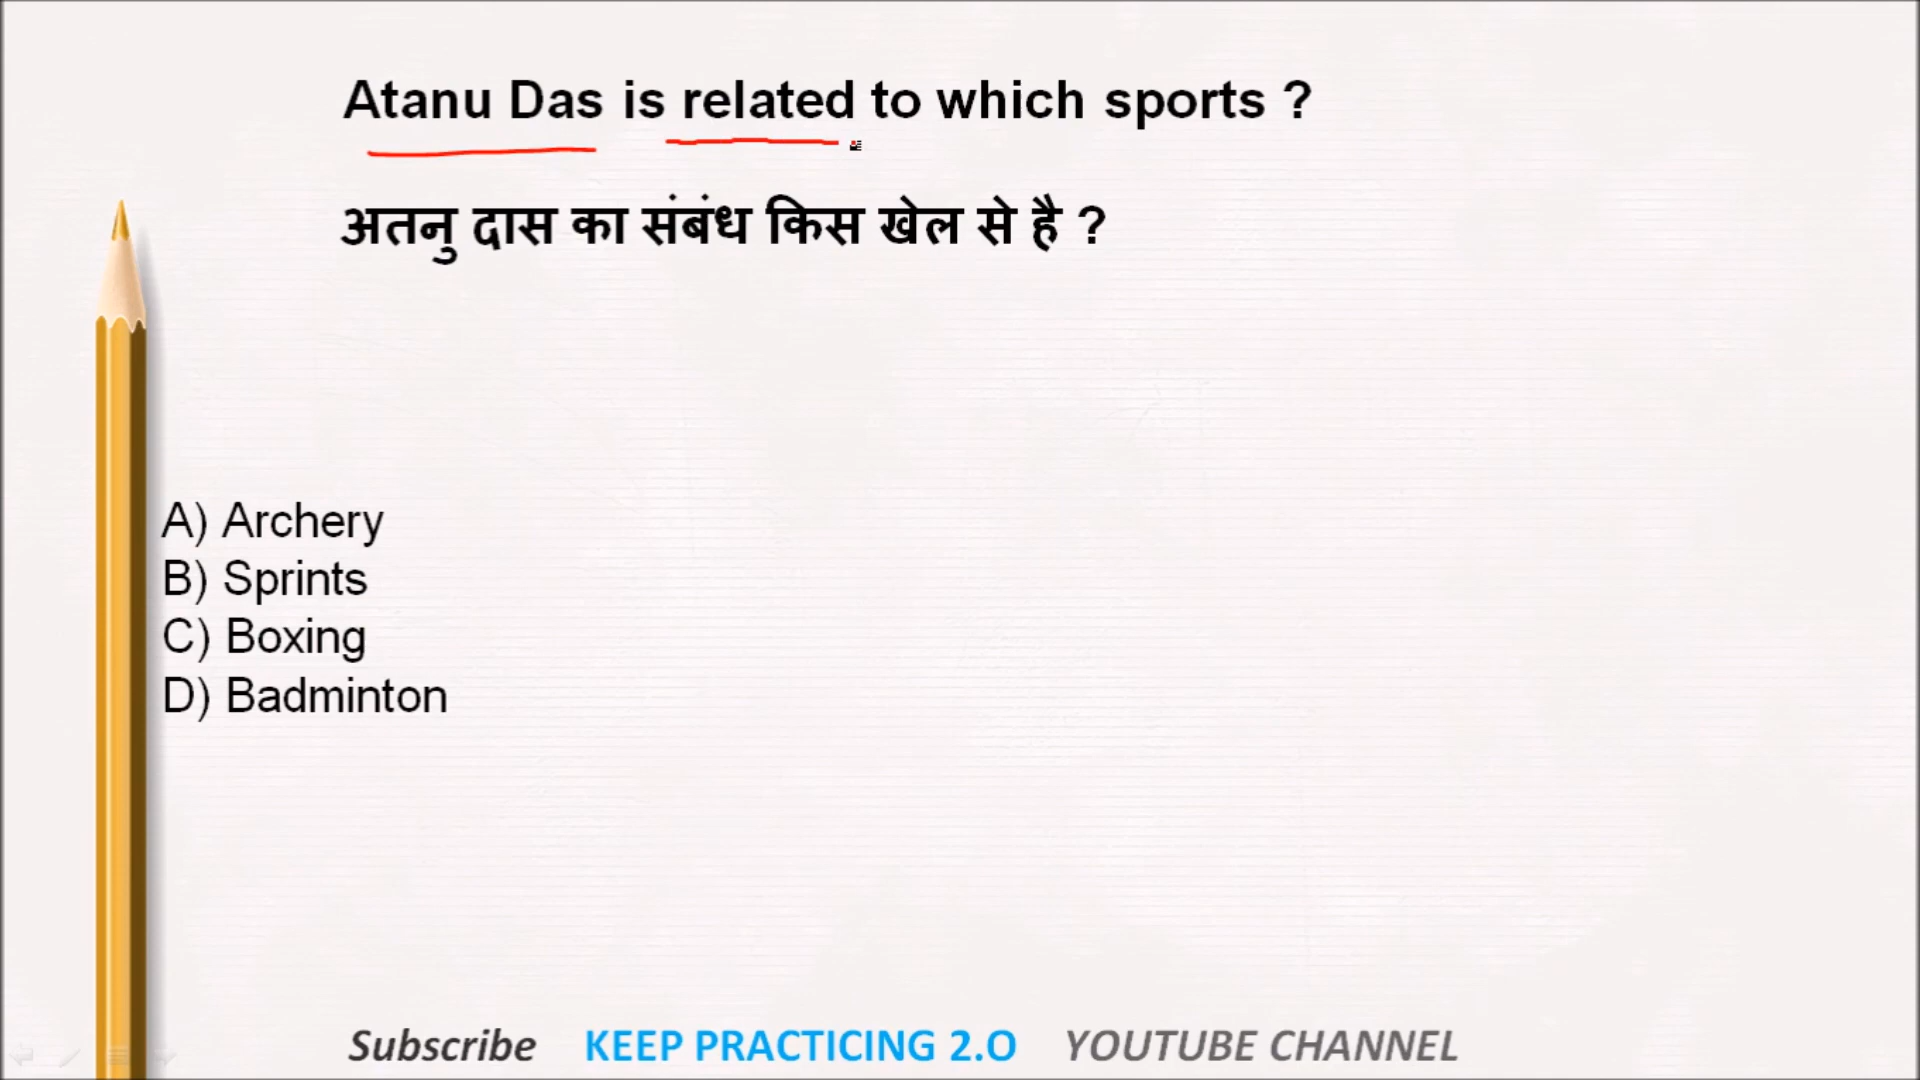 Atanu Das is related to which sports ?
अतनु दास का संबंध किस खेल से है ?
A) Archery
B) Sprints
C) Boxing
D) Badminton
Subscribe KEEP PRACTICING 2.O YOUTUBE CHANNEL